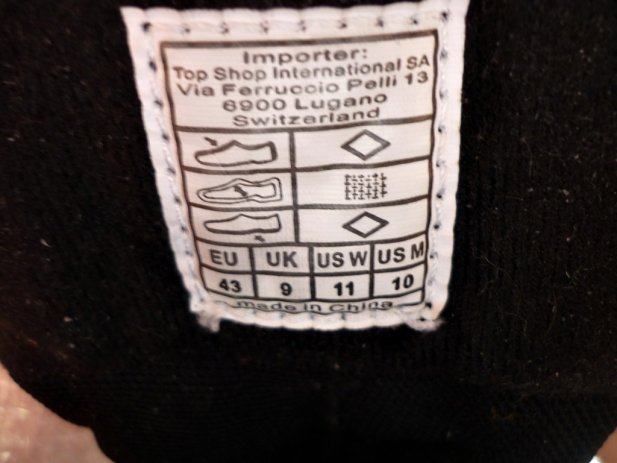 Importer:
Top Shop International SA
Via Ferruccio Pelli 13
6900 Lugano
Switzerland
EU UK US W US M
43 9 11 10
made in China